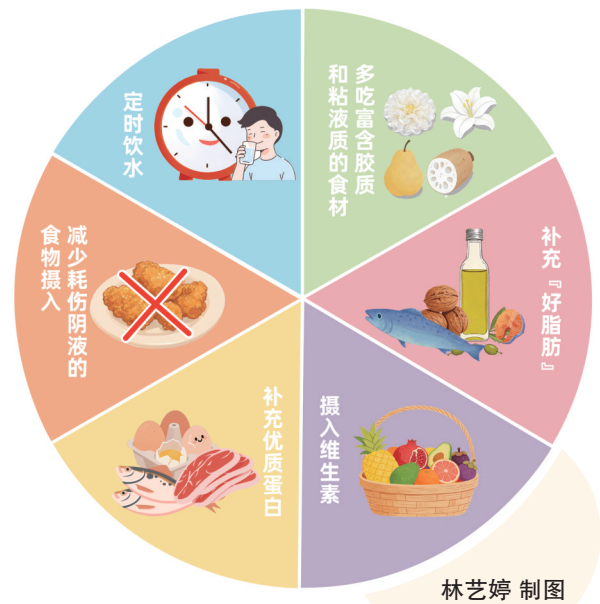 定时饮水
多吃富含胶质
和粘液质的食材
补充『好脂肪』
摄入维生素
补充优质蛋白
减少耗伤阴液的
食物摄入
林艺婷 制图